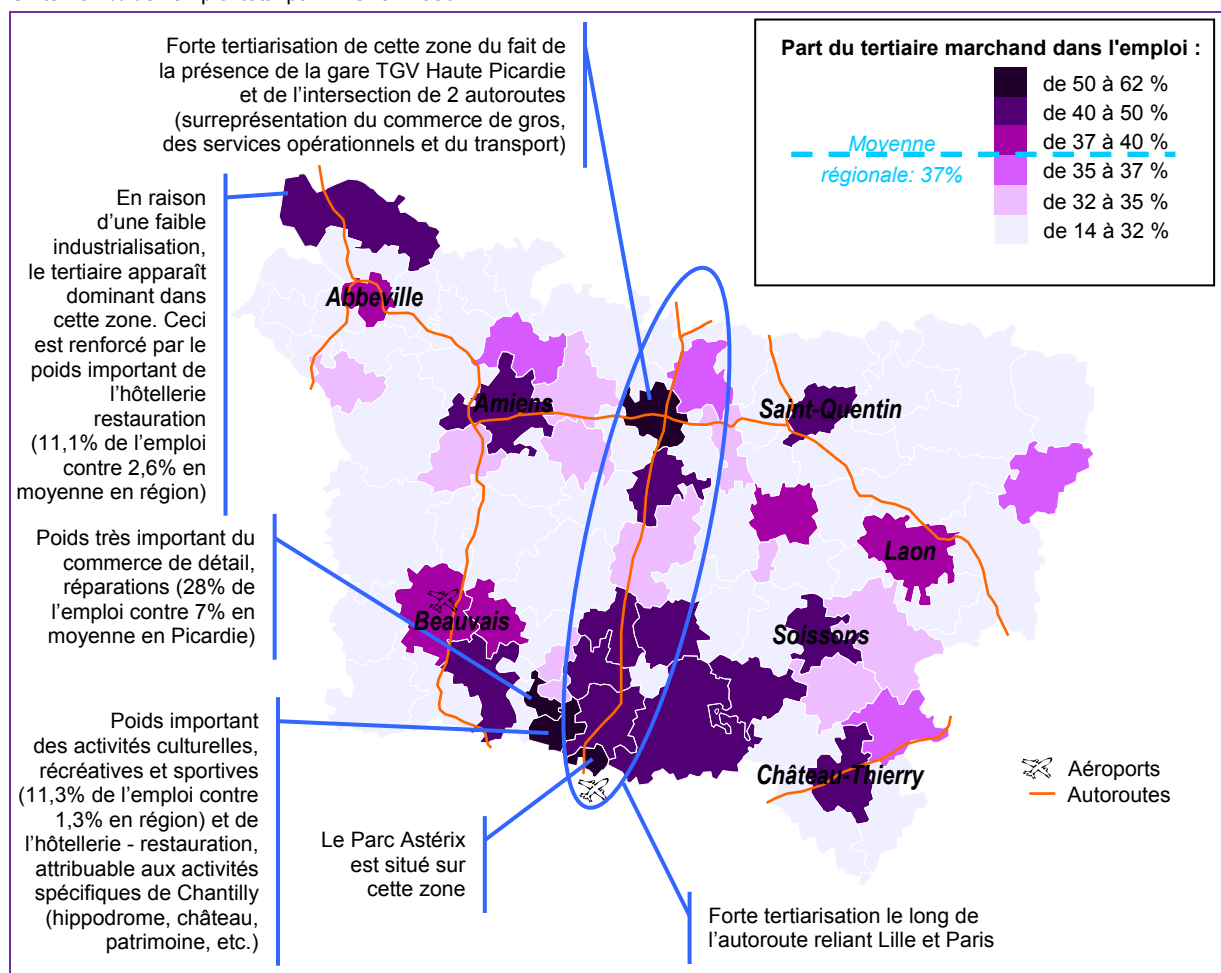 Forte tertiarisation de cette zone du fait de
la présence de la gare TGV Haute Picardie
et de l'intersection de 2 autoroutes
(surreprésentation du commerce de gros,
des services opérationnels et du transport)
Part du tertiaire marchand dans l'emploi :
de 50 à 62 %
de 40 à 50 %
Moyenne
de 37 à 40 %
régionale: 37%
de 35 à 37 %
de 32 à 35 %
de 14 à 32 %
En raison
d'une faible
industrialisation,
le tertiaire apparaît
dominant dans
cette zone. Ceci
est renforcé par le
poids important de
l'hôtellerie
restauration
(11,1% de l'emploi
contre 2,6% en
moyenne en région)
Abbeville
Amiens
Saint-Quentin
Laon
Beauvais
Soissons
Château-Thierry
Poids très important du
commerce de détail,
réparations (28% de
l'emploi contre 7% en
moyenne en Picardie)
Poids important
des activités culturelles,
récréatives et sportives
(11,3% de l'emploi contre
1,3% en région) et de
l'hôtellerie - restauration,
attribuable aux activités
spécifiques de Chantilly
(hippodrome, château,
patrimoine, etc.)
Le Parc Astérix
est situé sur
cette zone
Aéroports
Autoroutes
Forte tertiarisation le long de
l'autoroute reliant Lille et Paris